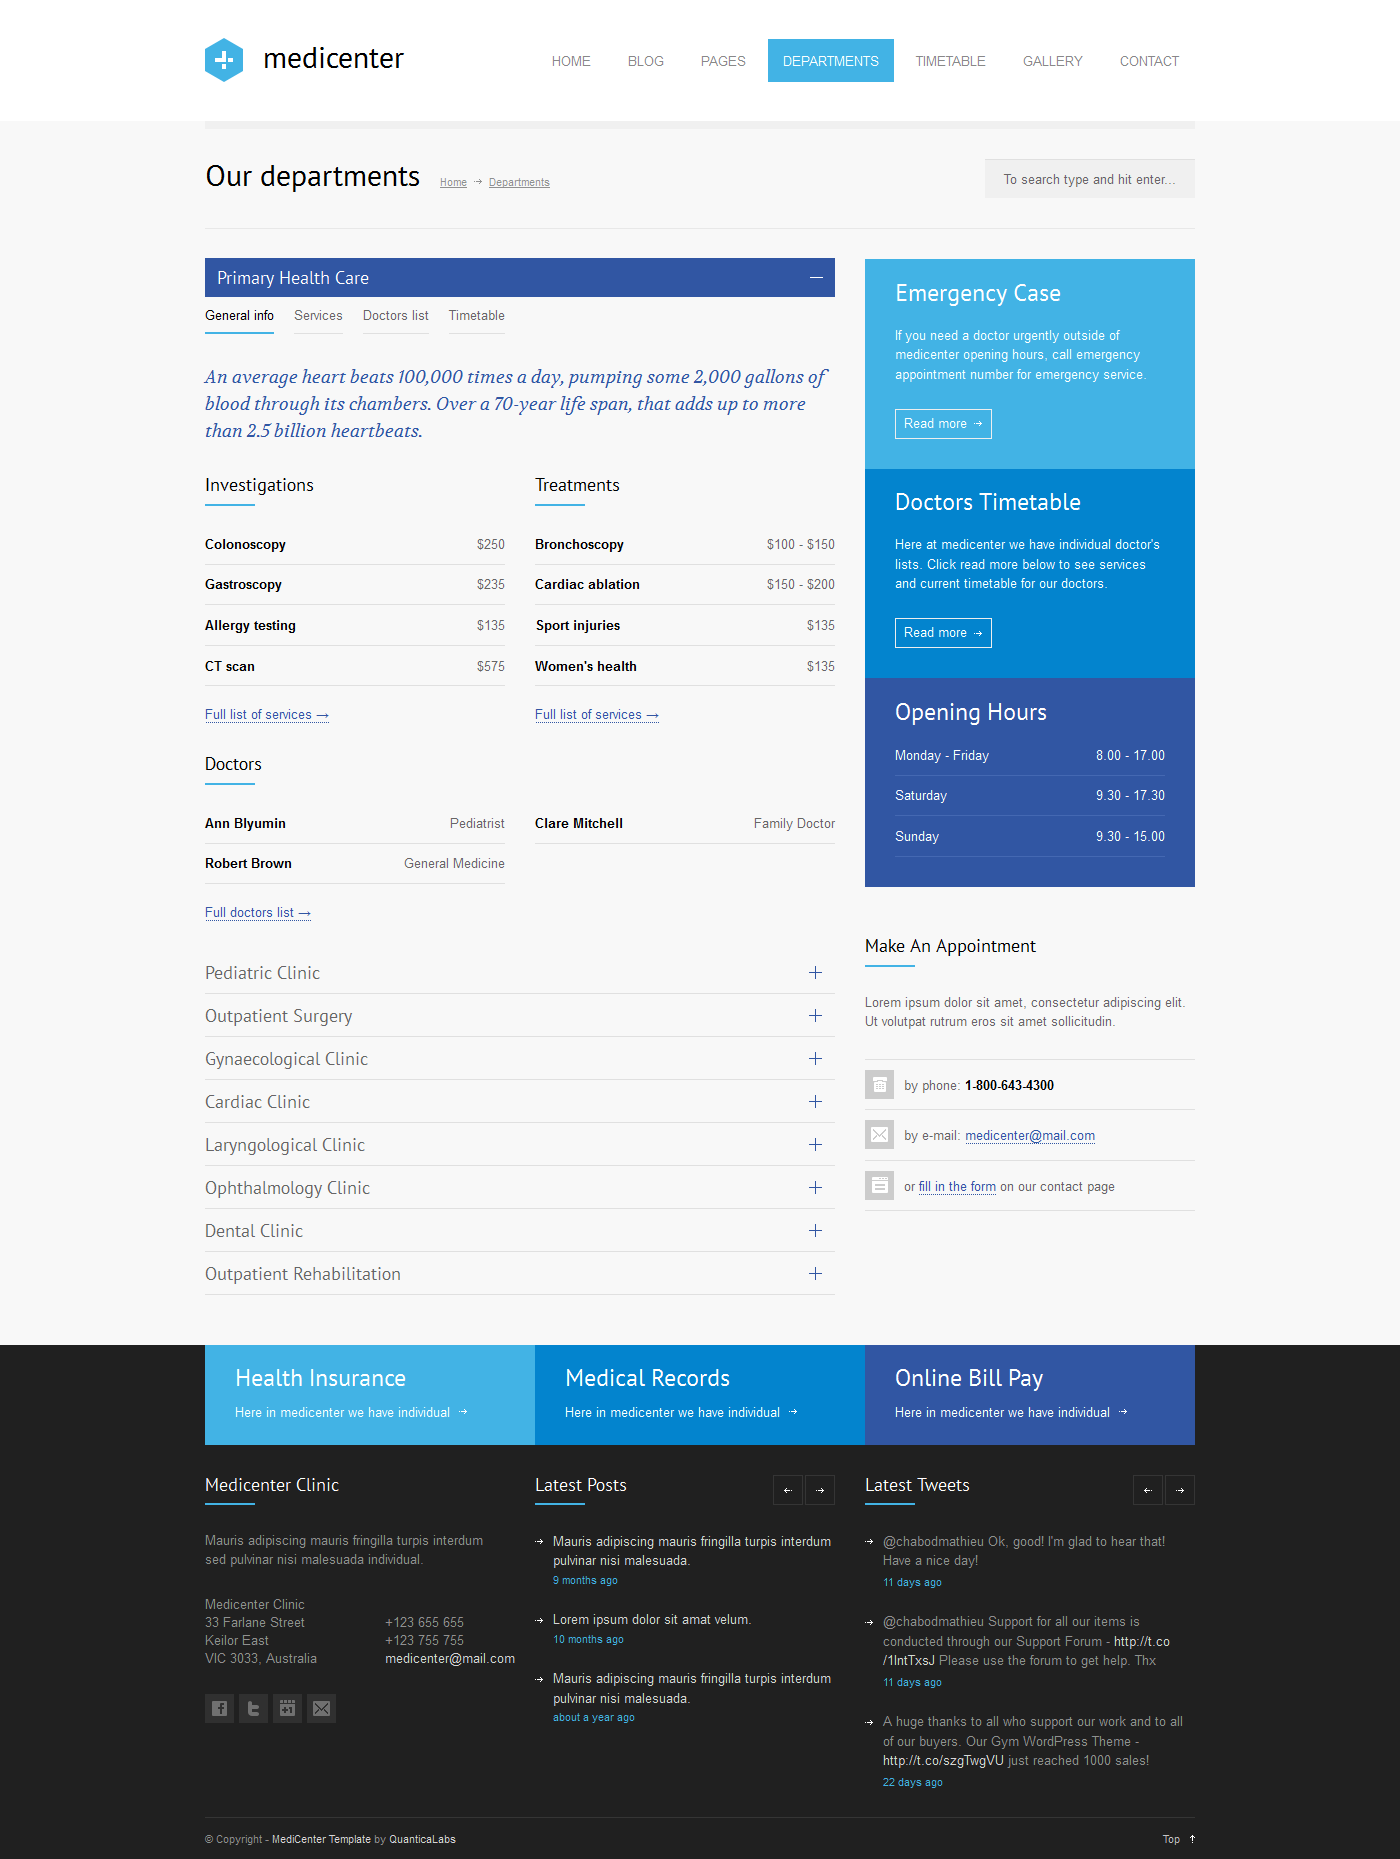 medicenter
HOME BLOG PAGES DEPARTMENTS TIMETABLE GALLERY CONTACT
Our departments
Home → Departments
To search type and hit enter...
Primary Health Care
General info Services Doctors list Timetable
An average heart beats 100,000 times a day, pumping some 2,000 gallons of
blood through its chambers. Over a 70-year life span, that adds up to more
than 2.5 billion heartbeats.
Investigations
Colonoscopy $250
Gastroscopy $235
Allergy testing $135
CT scan $575
Full list of services →
Treatments
Bronchoscopy $100 - $150
Cardiac ablation $150 - $200
Sport injuries $135
Women's health $135
Full list of services →
Doctors
Ann Blyumin Pediatrist
Clare Mitchell Family Doctor
Robert Brown General Medicine
Full doctors list →
Pediatric Clinic
Outpatient Surgery
Gynaecological Clinic
Cardiac Clinic
Laryngological Clinic
Ophthalmology Clinic
Dental Clinic
Outpatient Rehabilitation
Emergency Case
If you need a doctor urgently outside of
medicenter opening hours, call emergency
appointment number for emergency service.
Read more →
Doctors Timetable
Here at medicenter we have individual doctor's
lists. Click read more below to see services
and current timetable for our doctors.
Read more →
Opening Hours
Monday - Friday 8.00 - 17.00
Saturday 9.30 - 17.30
Sunday 9.30 - 15.00
Make An Appointment
Lorem ipsum dolor sit amet, consectetur adipiscing elit.
Ut volutpat rutrum eros sit amet sollicitudin.
by phone: 1-800-643-4300
by e-mail: medicenter@mail.com
or fill in the form on our contact page
Health Insurance
Here in medicenter we have individual →
Medical Records
Here in medicenter we have individual →
Online Bill Pay
Here in medicenter we have individual →
Medicenter Clinic
Mauris adipiscing mauris fringilla turpis interdum
sed pulvinar nisi malesuada individual.
Medicenter Clinic
33 Farlane Street +123 655 655
Keilor East +123 755 755
VIC 3033, Australia medicenter@mail.com
Latest Posts
Mauris adipiscing mauris fringilla turpis interdum
pulvinar nisi malesuada.
9 months ago
Lorem ipsum dolor sit amat velum.
10 months ago
Mauris adipiscing mauris fringilla turpis interdum
pulvinar nisi malesuada.
about a year ago
Latest Tweets
@chabodmathieu Ok, good! I'm glad to hear that!
Have a nice day!
11 days ago
@chabodmathieu Support for all our items is
conducted through our Support Forum - http://t.co
/1lntTxsJ Please use the forum to get help. Thx
11 days ago
A huge thanks to all who support our work and to all
of our buyers. Our Gym WordPress Theme -
http://t.co/szgTwgVU just reached 1000 sales!
22 days ago
© Copyright - MediCenter Template by QuanticaLabs
Top ↑